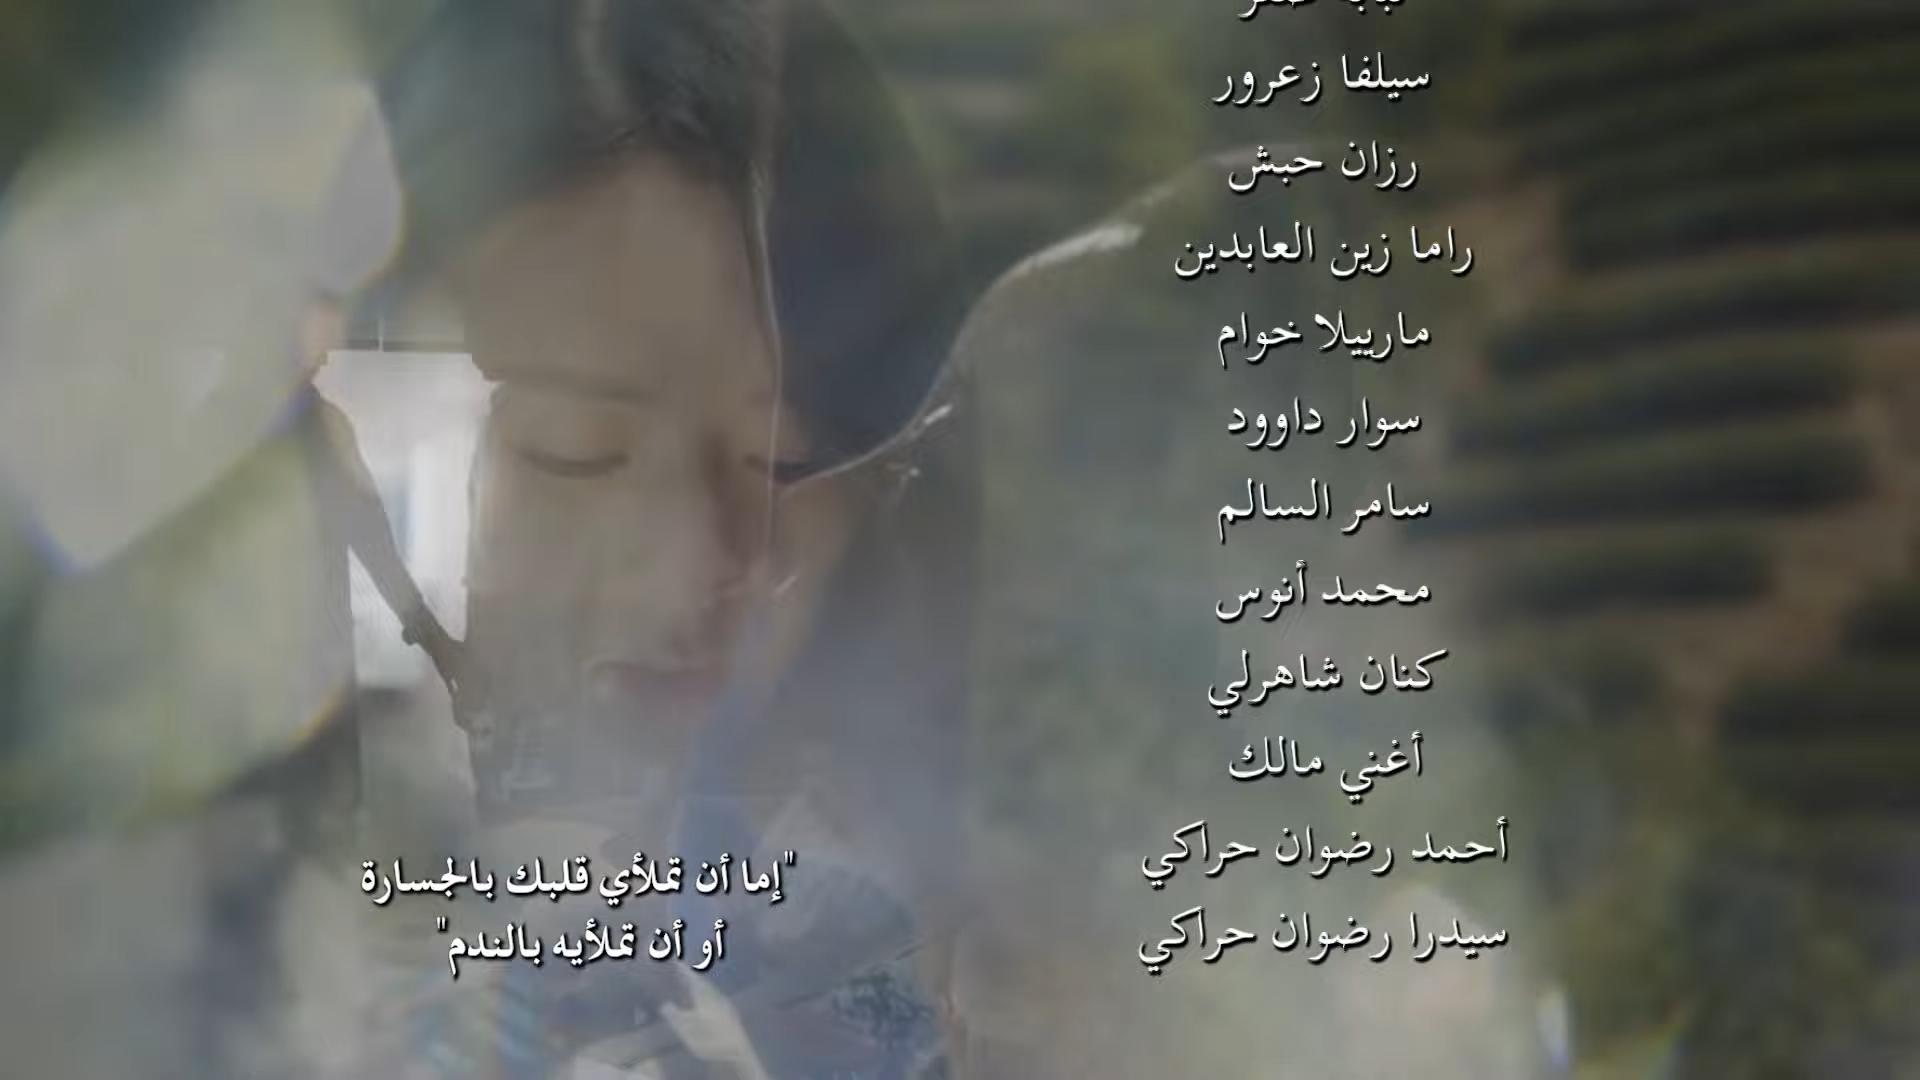 سيلفا زعرور
رزان حبش
راما زين العابدين
مارييلا خوام
سوار داوود
سامر السالم
محمد أنوس
كنان شاهرلي
أغني مالك
أحمد رضوان حراكي
سيدرا رضوان حراكي
"إما أن تملأي قلبك بالجسارة
أو أن تملأيه بالندم"